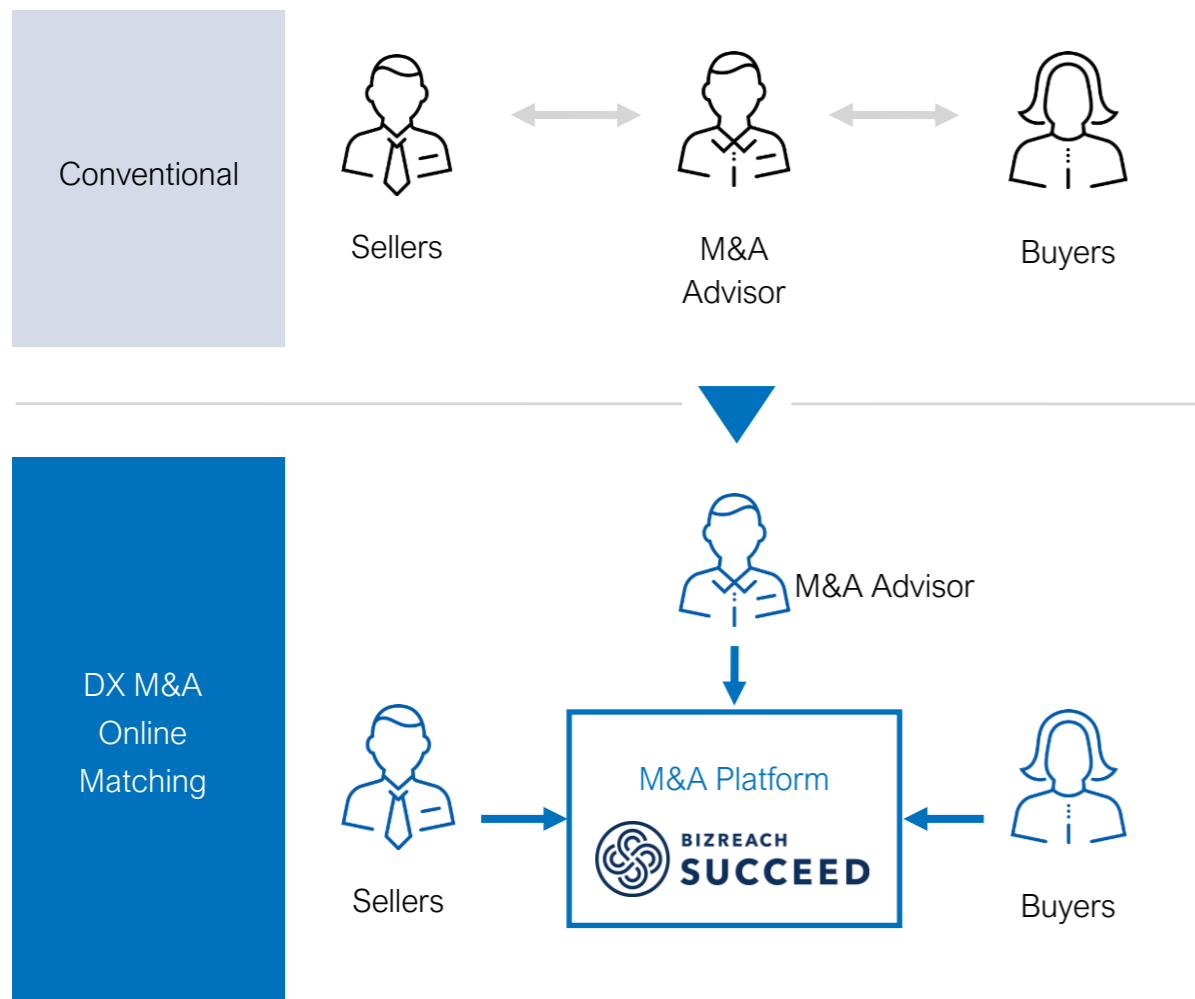 Conventional
Sellers
M&A
Advisor
Buyers
M&A Advisor
DX M&A
Online
Matching
M&A Platform
BIZREACH
SUCCEED
Sellers
Buyers